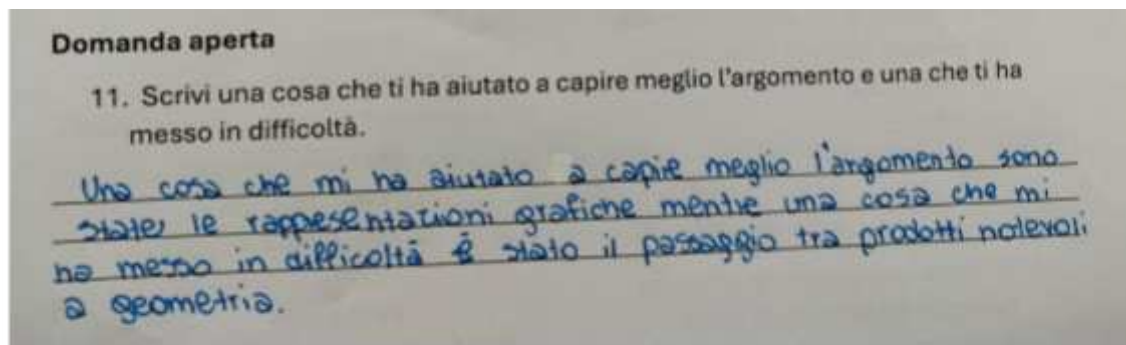 Domanda aperta
11. Scrivi una cosa che ti ha aiutato a capire meglio l'argomento e una che ti ha
messo in difficoltà.
Una cosa che mi ha aiutato a capire meglio l'argomento sono
state, le rappresentazioni grafiche mentre una cosa che mi
ha messo in difficoltà è stato il passaggio tra prodotti notevoli
a geometria.